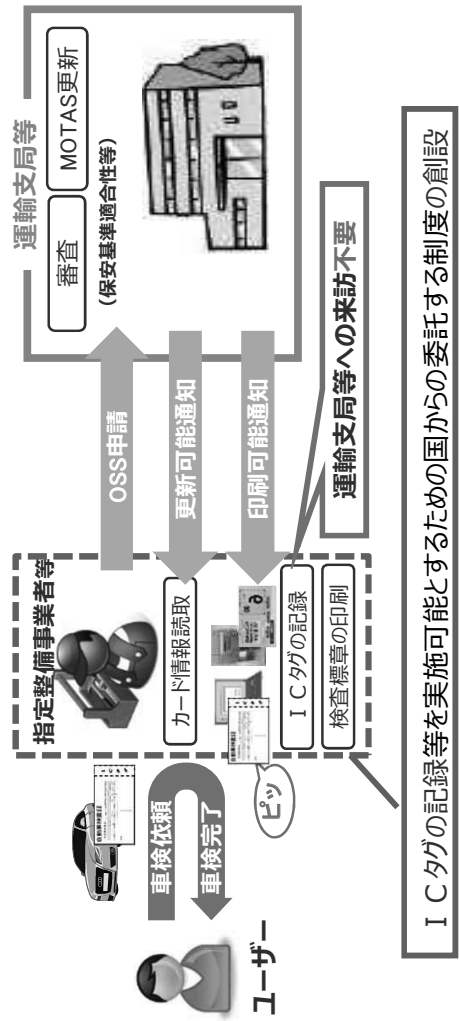 ユーザー
車検依頼
車検完了
指定整備事業者等
カード情報読取
ピッ
ICタグの記録
検査標章の印刷
OSS申請
更新可能通知
印刷可能通知
運輸支局等
審査
MOTAS更新
(保安基準適合性等)
運輸支局等への来訪不要
ICタグの記録等を実施可能とするための国からの委託する制度の創設